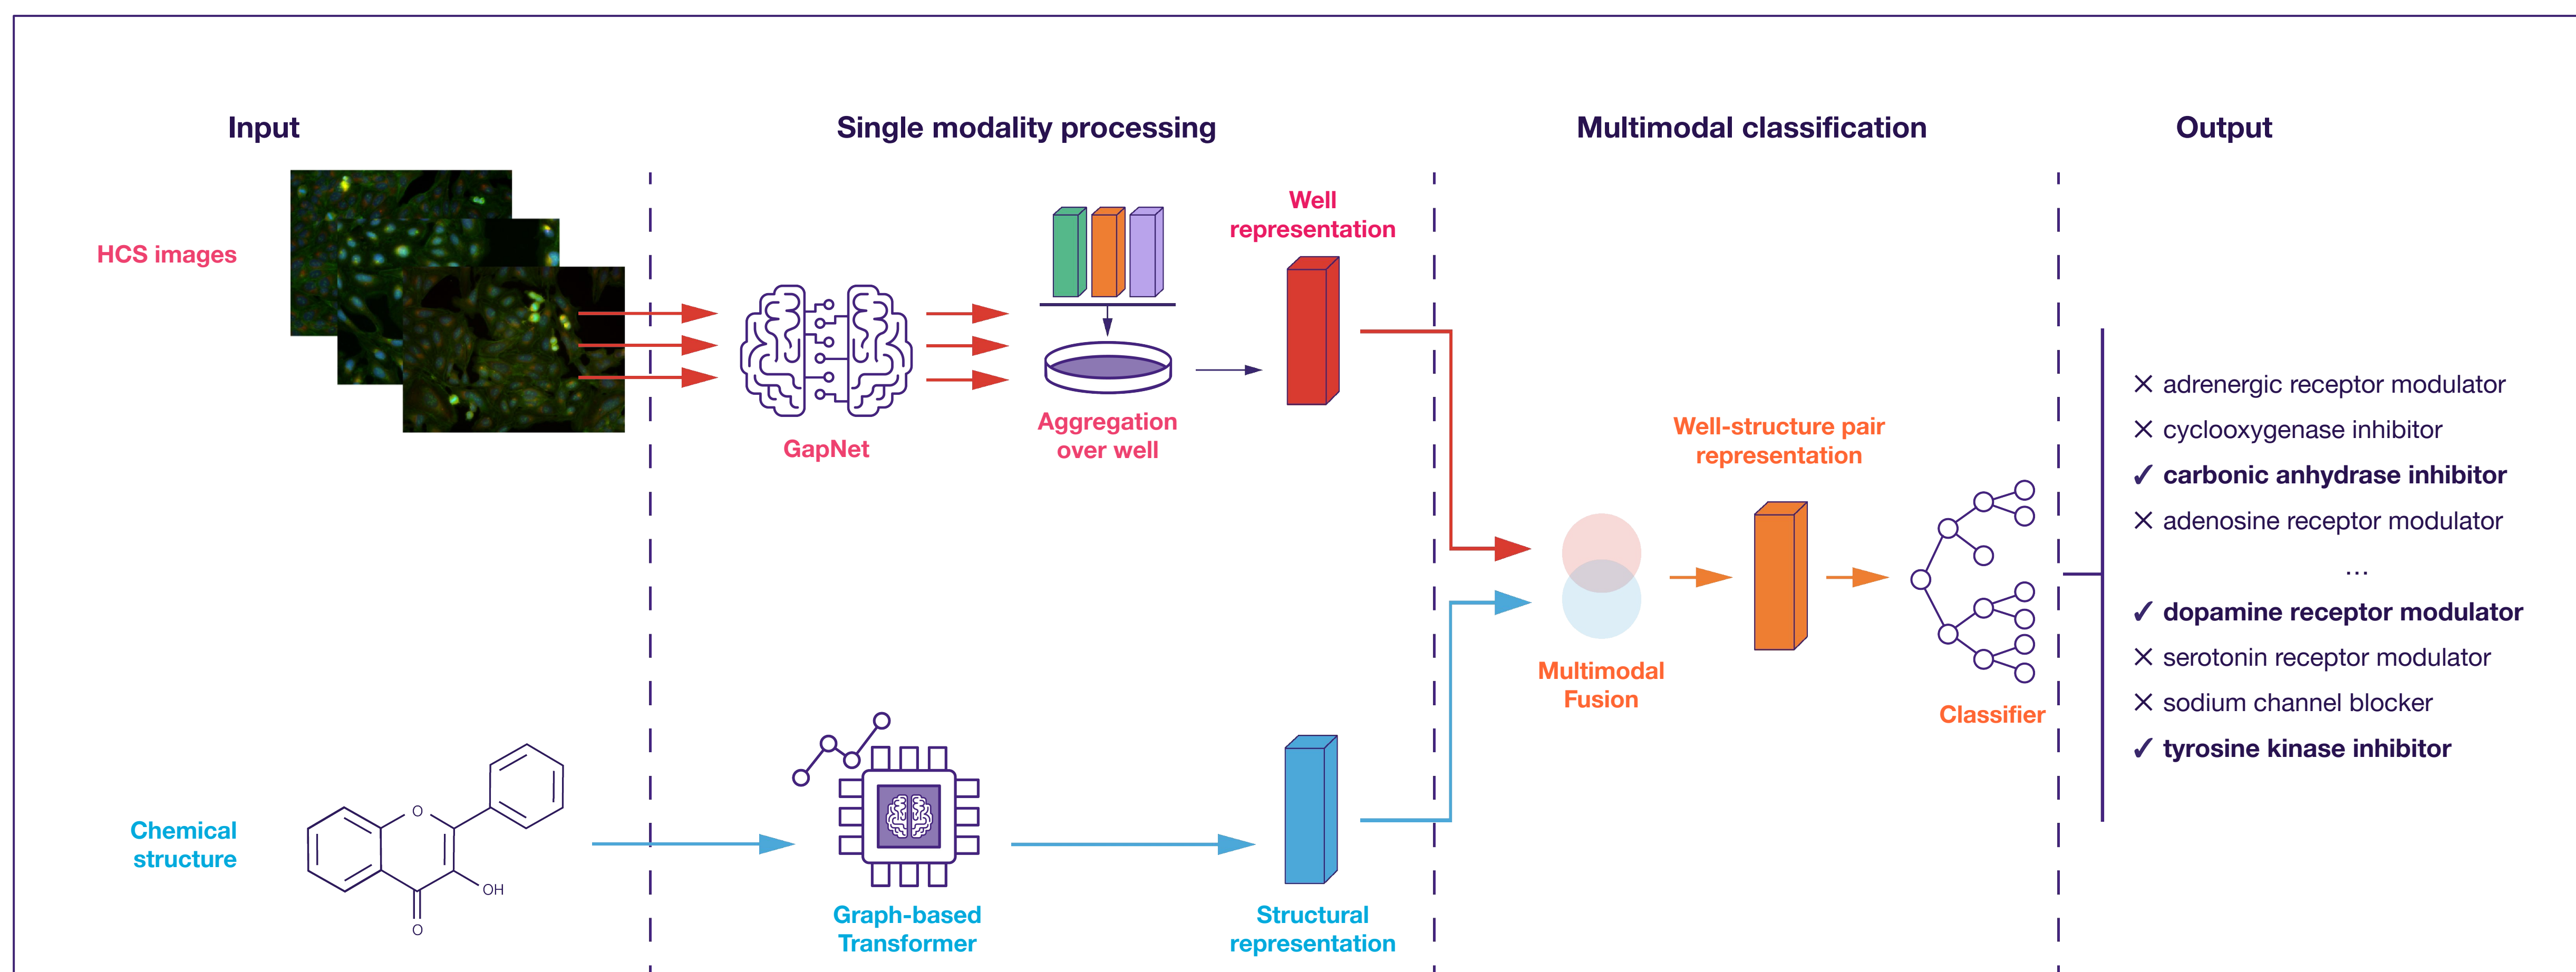 Input
Single modality processing
Multimodal classification
Output
HCS images
GapNet
Aggregation
over well
Well
representation
Chemical
structure
O
OH
O
Graph-based
Transformer
Structural
representation
Multimodal
Fusion
Well-structure pair
representation
Classifier
✕ adrenergic receptor modulator
✕ cyclooxygenase inhibitor
✓ carbonic anhydrase inhibitor
✕ adenosine receptor modulator
...
✓ dopamine receptor modulator
✕ serotonin receptor modulator
✕ sodium channel blocker
✓ tyrosine kinase inhibitor